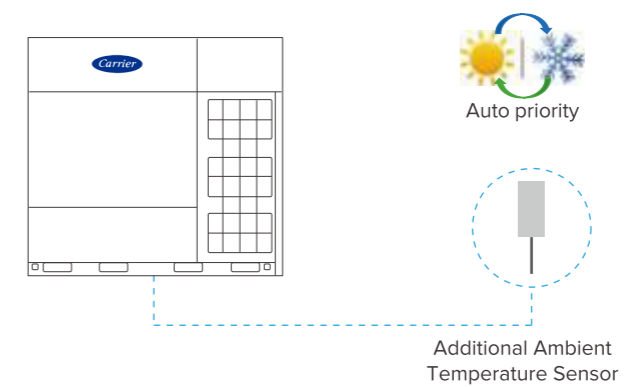 Carrier
Auto priority
Additional Ambient
Temperature Sensor